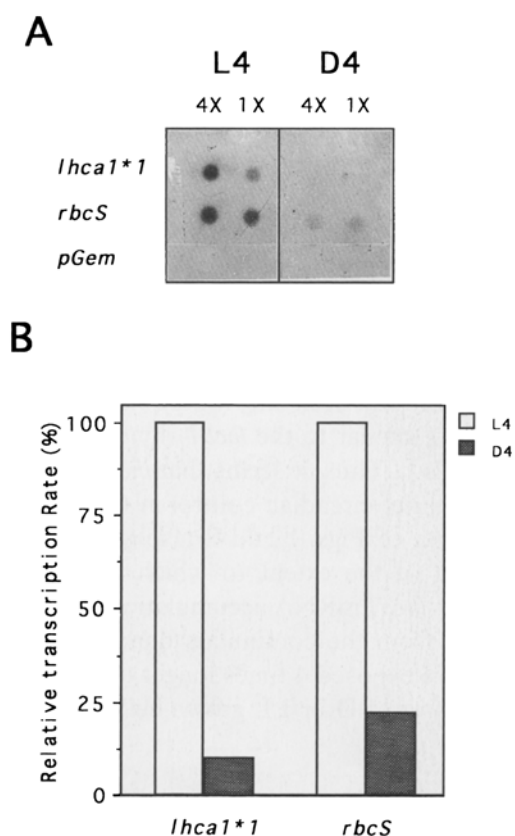 A
L4 D4
4X 1X 4X 1X
lhca1*1
rbcS
pGem
B
Relative transcription Rate (%)
100
75
50
25
0
L4
D4
lhca1*1 rbcS